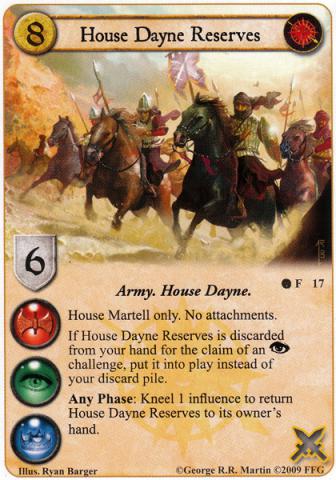 8 House Dayne Reserves
6
Army. House Dayne.
F 17
House Martell only. No attachments.
If House Dayne Reserves is discarded
from your hand for the claim of an
challenge, put it into play instead of
your discard pile.
Any Phase: Kneel 1 influence to return
House Dayne Reserves to its owner's
hand.
Illus. Ryan Barger ©George R.R. Martin ©2009 FFG